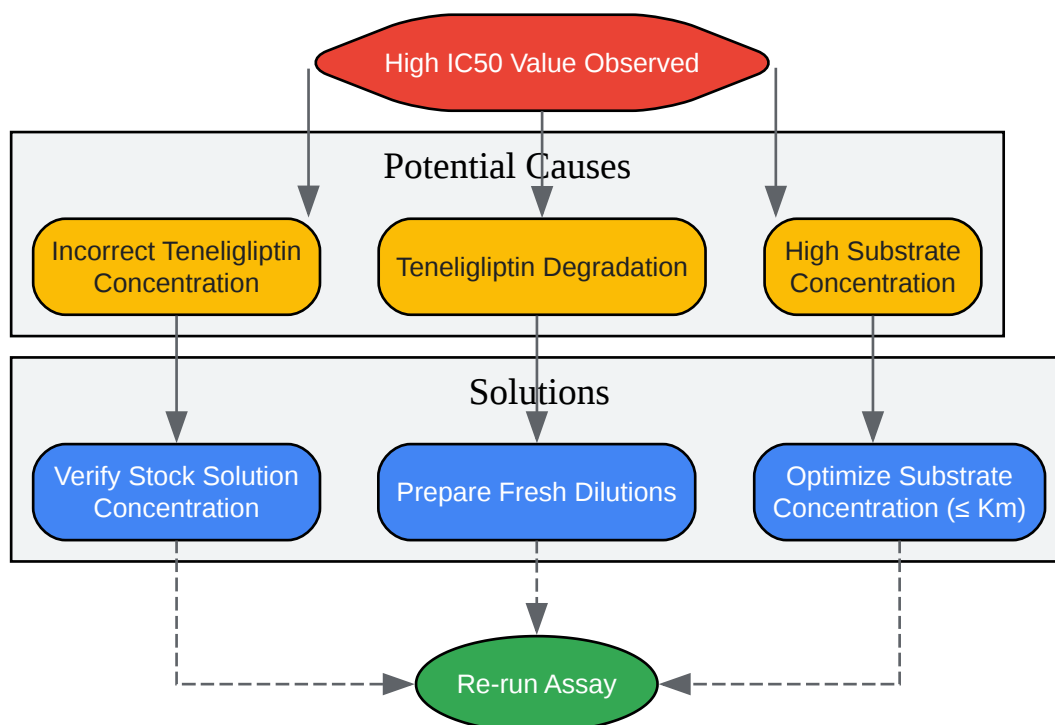 High IC50 Value Observed
Potential Causes
Incorrect Teneligliptin
Concentration
Teneligliptin Degradation
High Substrate
Concentration
Solutions
Verify Stock Solution
Concentration
Prepare Fresh Dilutions
Optimize Substrate
Concentration (≤ Km)
Re-run Assay